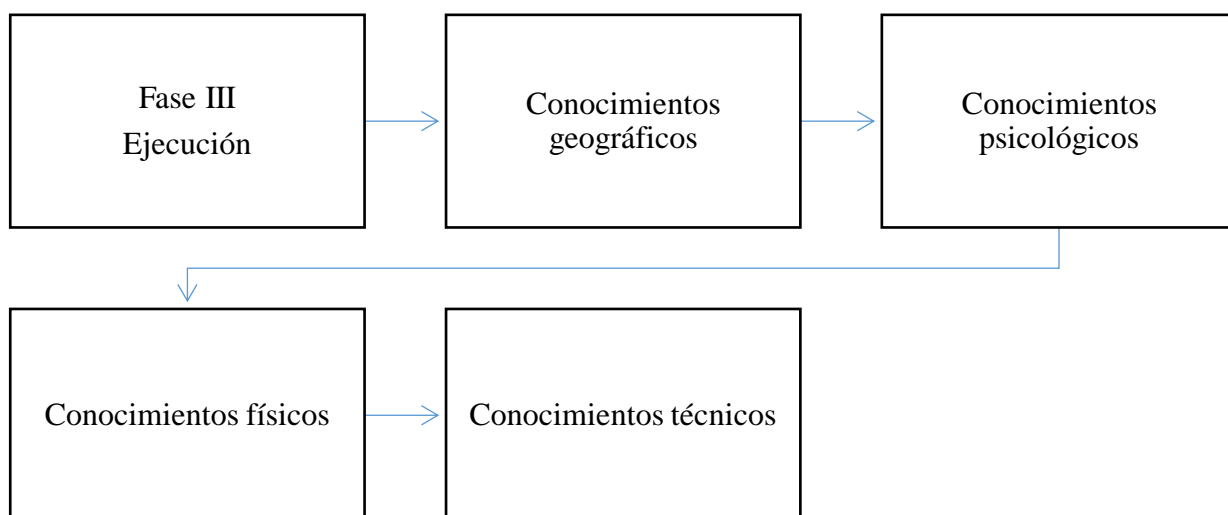 Fase III
Ejecución
Conocimientos
geográficos
Conocimientos
psicológicos
Conocimientos físicos
Conocimientos técnicos